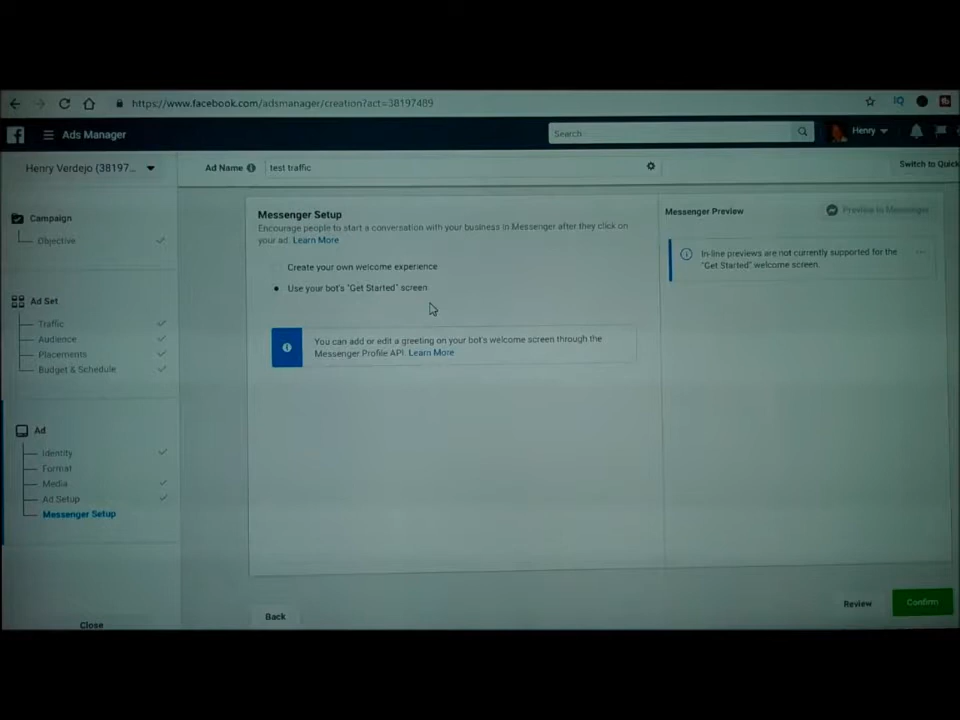 https://www.facebook.com/adsmanager/creation?act=38197489
Ads Manager
Search
Henry
Henry Verdejo (38197...
Ad Name
test traffic
Switch to Quick
Campaign
Objective
Ad Set
Traffic
Audience
Placements
Budget & Schedule
Ad
Identity
Format
Media
Ad Setup
Messenger Setup
Close
Messenger Setup
Encourage people to start a conversation with your business in Messenger after they click on
your ad. Learn More
Create your own welcome experience
Use your bot's "Get Started" screen
You can add or edit a greeting on your bot's welcome screen through the
Messenger Profile API. Learn More
Messenger Preview
Preview in Messenger
In-line previews are not currently supported for the
"Get Started" welcome screen.
Back
Review
Confirm